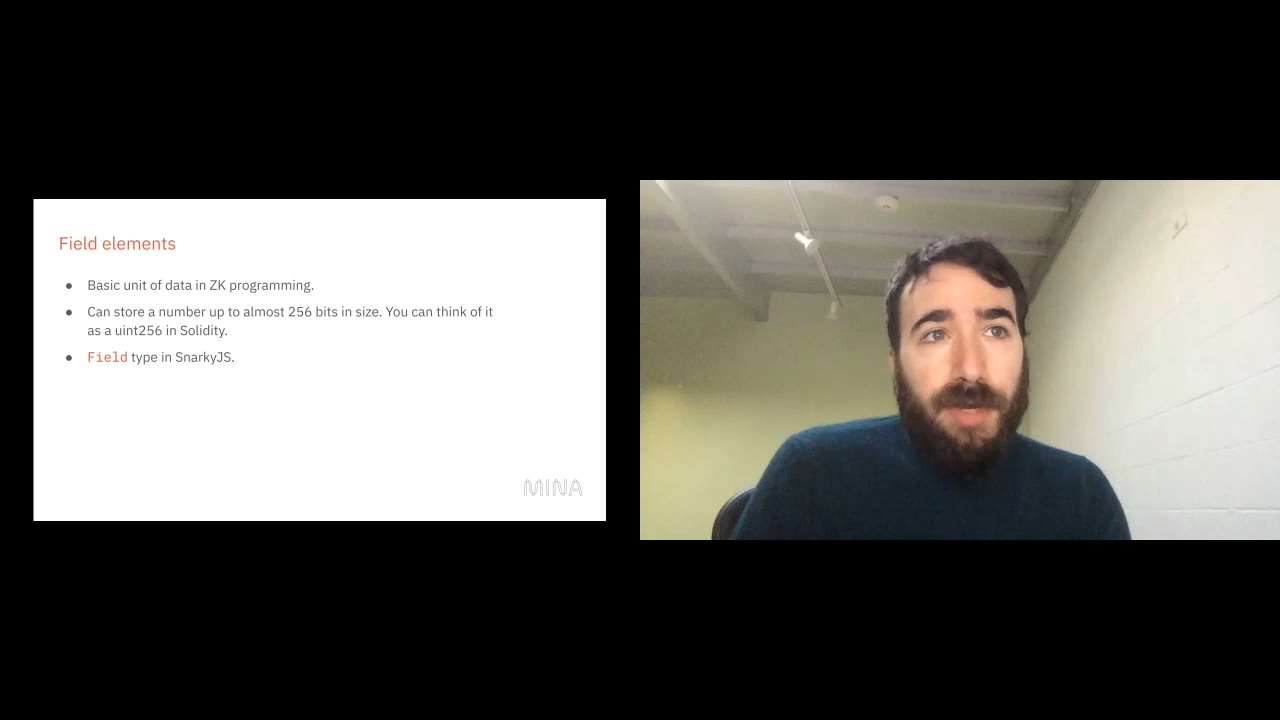 Field elements
● Basic unit of data in ZK programming.
● Can store a number up to almost 256 bits in size. You can think of it
as a uint256 in Solidity.
● Field type in SnarkyJS.
MINA